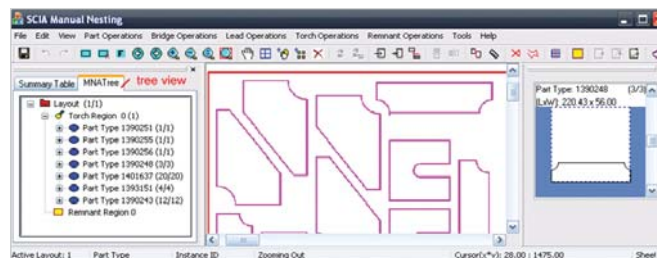 SCIA Manual Nesting
File Edit View Part Operations Bridge Operations Lead Operations Torch Operations Remnant Operations Tools Help
Summary Table MNATree tree view
Layout (1/1)
Torch Region 0 (1)
Part Type 1390251 (1/1)
Part Type 1390255 (1/1)
Part Type 1390256 (1/1)
Part Type 1390248 (3/3)
Part Type 1401637 (20/20)
Part Type 1393151 (4/4)
Part Type 1390243 (12/12)
Remnant Region 0
Part Type: 1390248 (3/3)
(LxW): 220.43 x 56.00
Active Layout: 1 Part Type Instance ID Zooming Out Cursor(x*y): 28.00 : 1475.00 Sheet